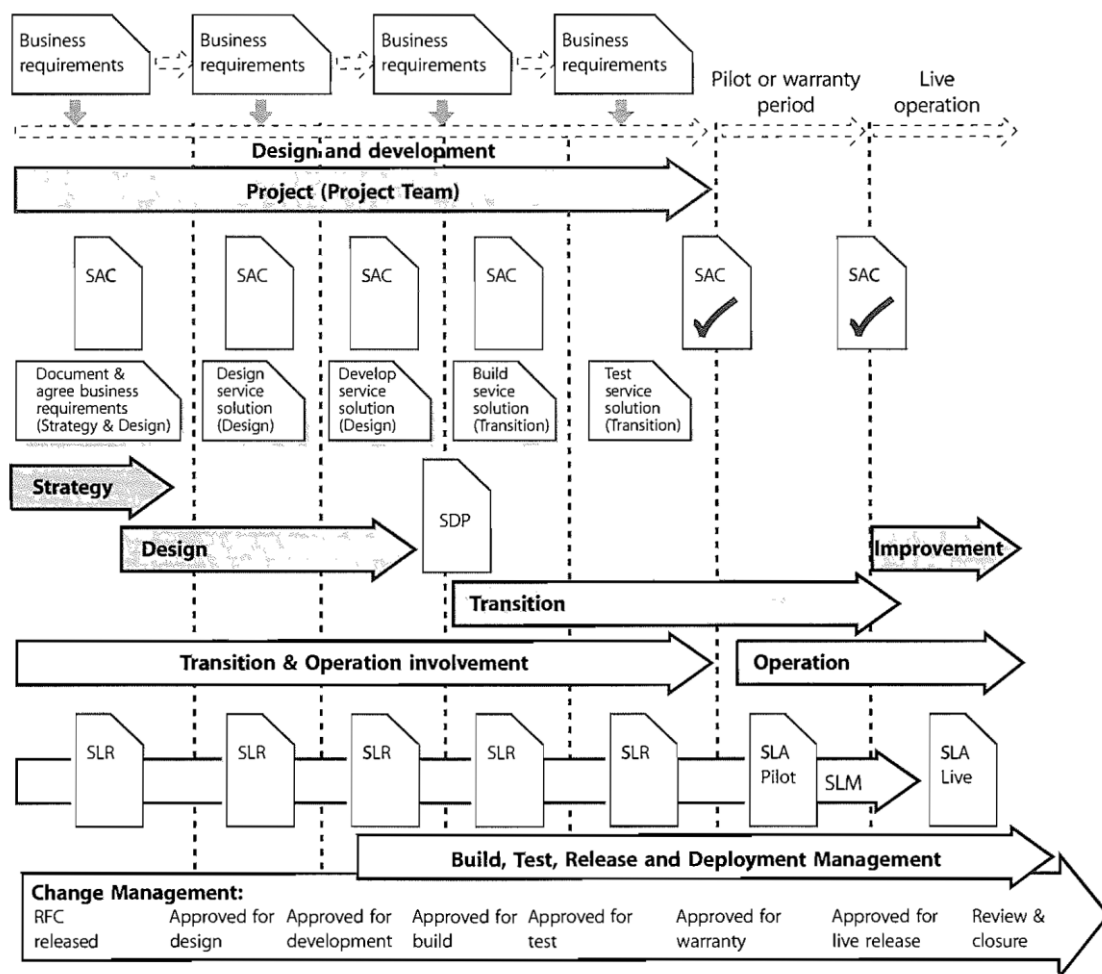 Business
requirements
Business
requirements
Business
requirements
Business
requirements
Pilot or warranty
period
Live
operation
Design and development
Project (Project Team)
SAC
SAC
SAC
SAC
SAC
SAC
Document &
agree business
requirements
(Strategy & Design)
Design
service
solution
(Design)
Develop
service
solution
(Design)
Build
sevice
solution
(Transition)
Test
service
solution
(Transition)
Strategy
SDP
Design
Improvement
Transition
Transition & Operation involvement
Operation
SLR
SLR
SLR
SLR
SLR
SLA
Pilot
SLM
SLA
Live
Build, Test, Release and Deployment Management
Change Management:
RFC
released
Approved for
design
Approved for
development
Approved for
build
Approved for
test
Approved for
warranty
Approved for
live release
Review &
closure